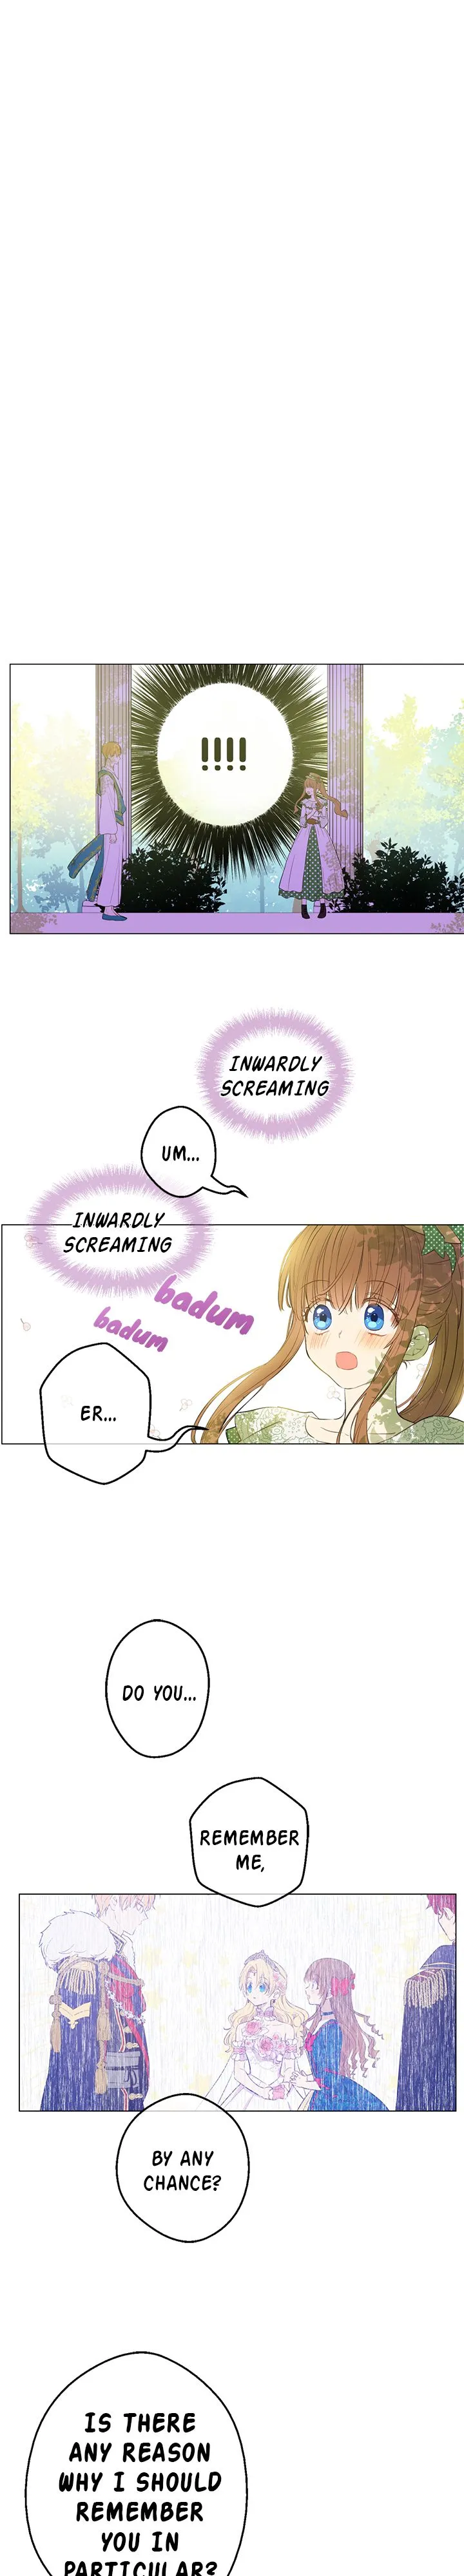 !!!!
INWARDLY
SCREAMING
UM...
INWARDLY
SCREAMING
badum
badum
ER...
DO YOU...
REMEMBER
ME,
BY ANY
CHANCE?
IS THERE
ANY REASON
WHY I SHOULD
REMEMBER
YOU IN
PARTICULAR?